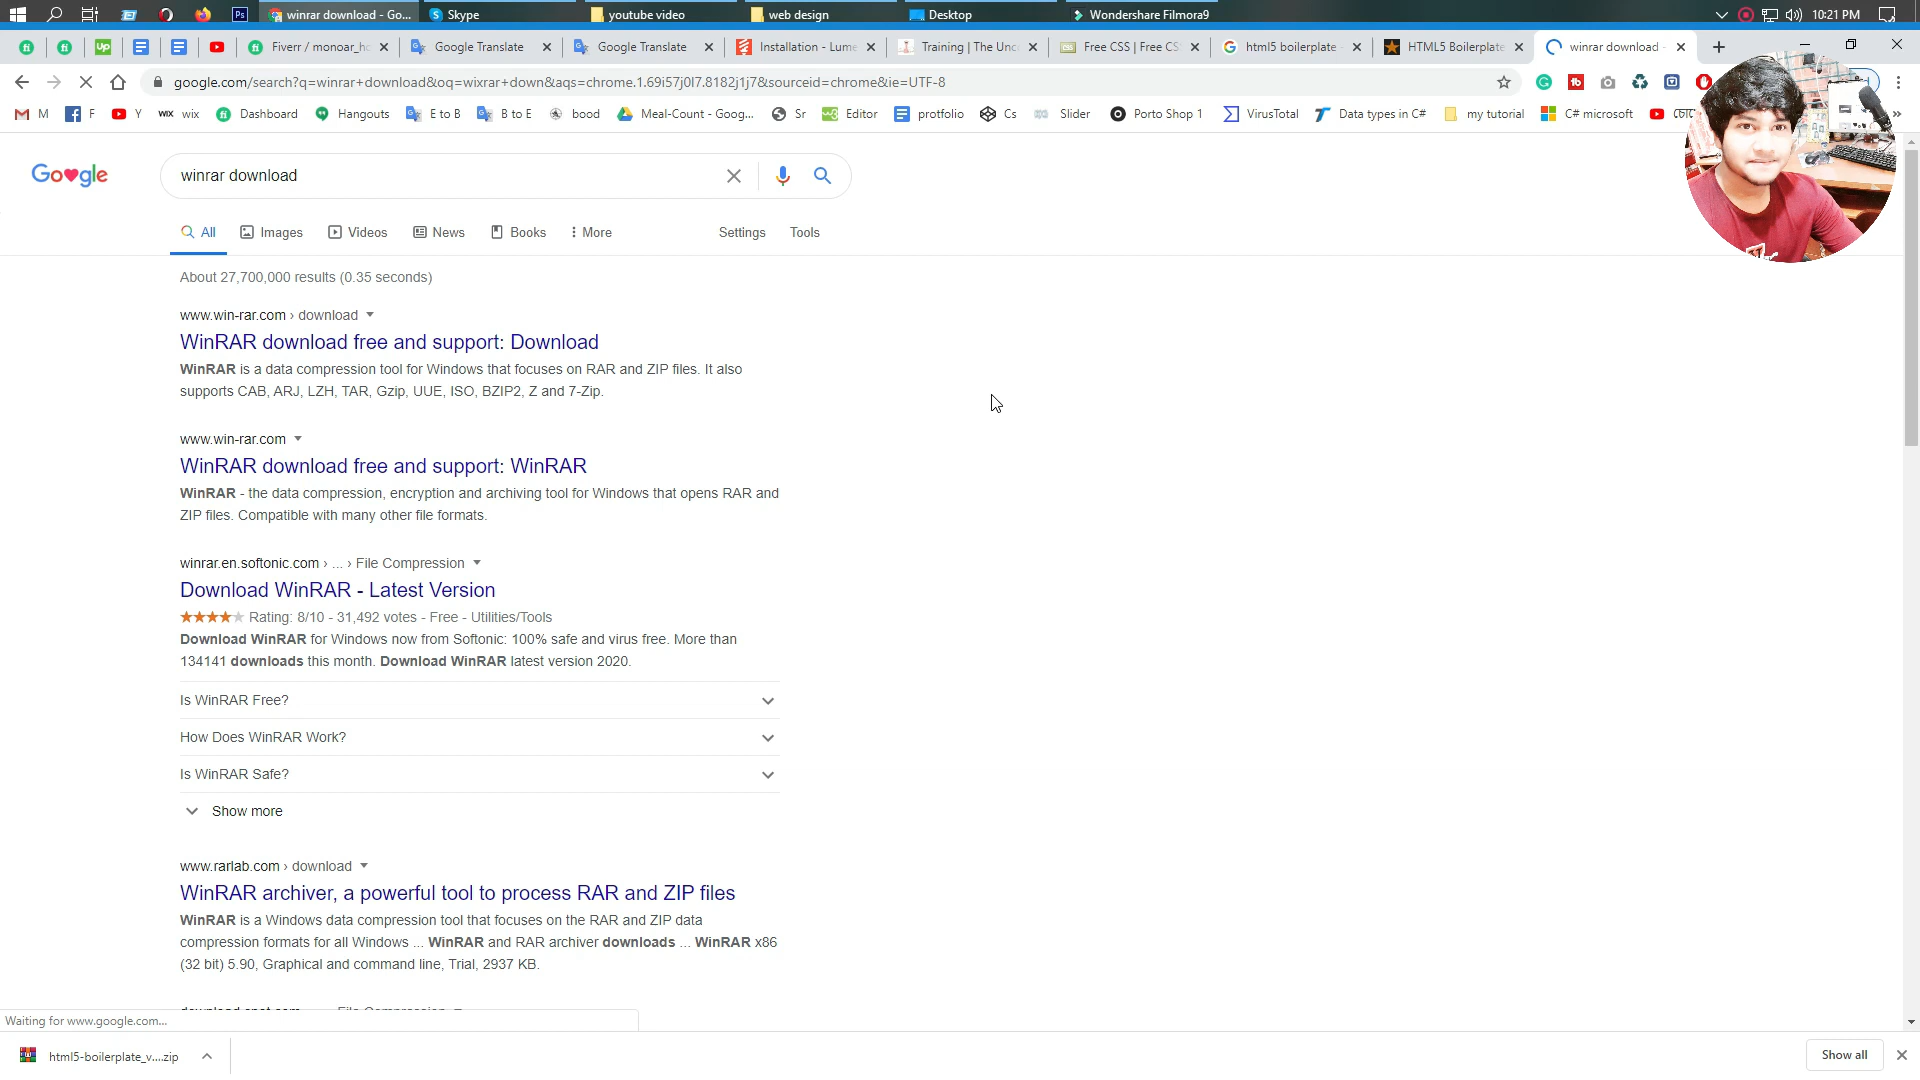 winrar download - Go...
Skype
youtube video
web design
Desktop
Wondershare Filmora9
10:21 PM
Fiverr / monoar_ho
Google Translate
Google Translate
Installation - Lume
Training | The Unc
Free CSS | Free CS
html5 boilerplate
HTML5 Boilerplate
winrar download -
google.com/search?q=winrar+download&oq=wixrar+down&aqs=chrome.1.69i57j0l7.8182j1j7&sourceid=chrome&ie=UTF-8
M
F
Y
wix
Dashboard
Hangouts
E to B
B to E
bood
Meal-Count - Goog...
Sr
Editor
protfolio
Cs
Slider
Porto Shop 1
VirusTotal
Data types in C#
my tutorial
C# microsoft
Google
winrar download
All
Images
Videos
News
Books
More
Settings
Tools
About 27,700,000 results (0.35 seconds)
www.win-rar.com › download
WinRAR download free and support: Download
WinRAR is a data compression tool for Windows that focuses on RAR and ZIP files. It also
supports CAB, ARJ, LZH, TAR, Gzip, UUE, ISO, BZIP2, Z and 7-Zip.
www.win-rar.com
WinRAR download free and support: WinRAR
WinRAR - the data compression, encryption and archiving tool for Windows that opens RAR and
ZIP files. Compatible with many other file formats.
winrar.en.softonic.com › ... › File Compression
Download WinRAR - Latest Version
Rating: 8/10 - 31,492 votes - Free - Utilities/Tools
Download WinRAR for Windows now from Softonic: 100% safe and virus free. More than
134141 downloads this month. Download WinRAR latest version 2020.
Is WinRAR Free?
How Does WinRAR Work?
Is WinRAR Safe?
Show more
www.rarlab.com › download
WinRAR archiver, a powerful tool to process RAR and ZIP files
WinRAR is a Windows data compression tool that focuses on the RAR and ZIP data
compression formats for all Windows ... WinRAR and RAR archiver downloads ... WinRAR x86
(32 bit) 5.90, Graphical and command line, Trial, 2937 KB.
Waiting for www.google.com...
html5-boilerplate_v....zip
Show all